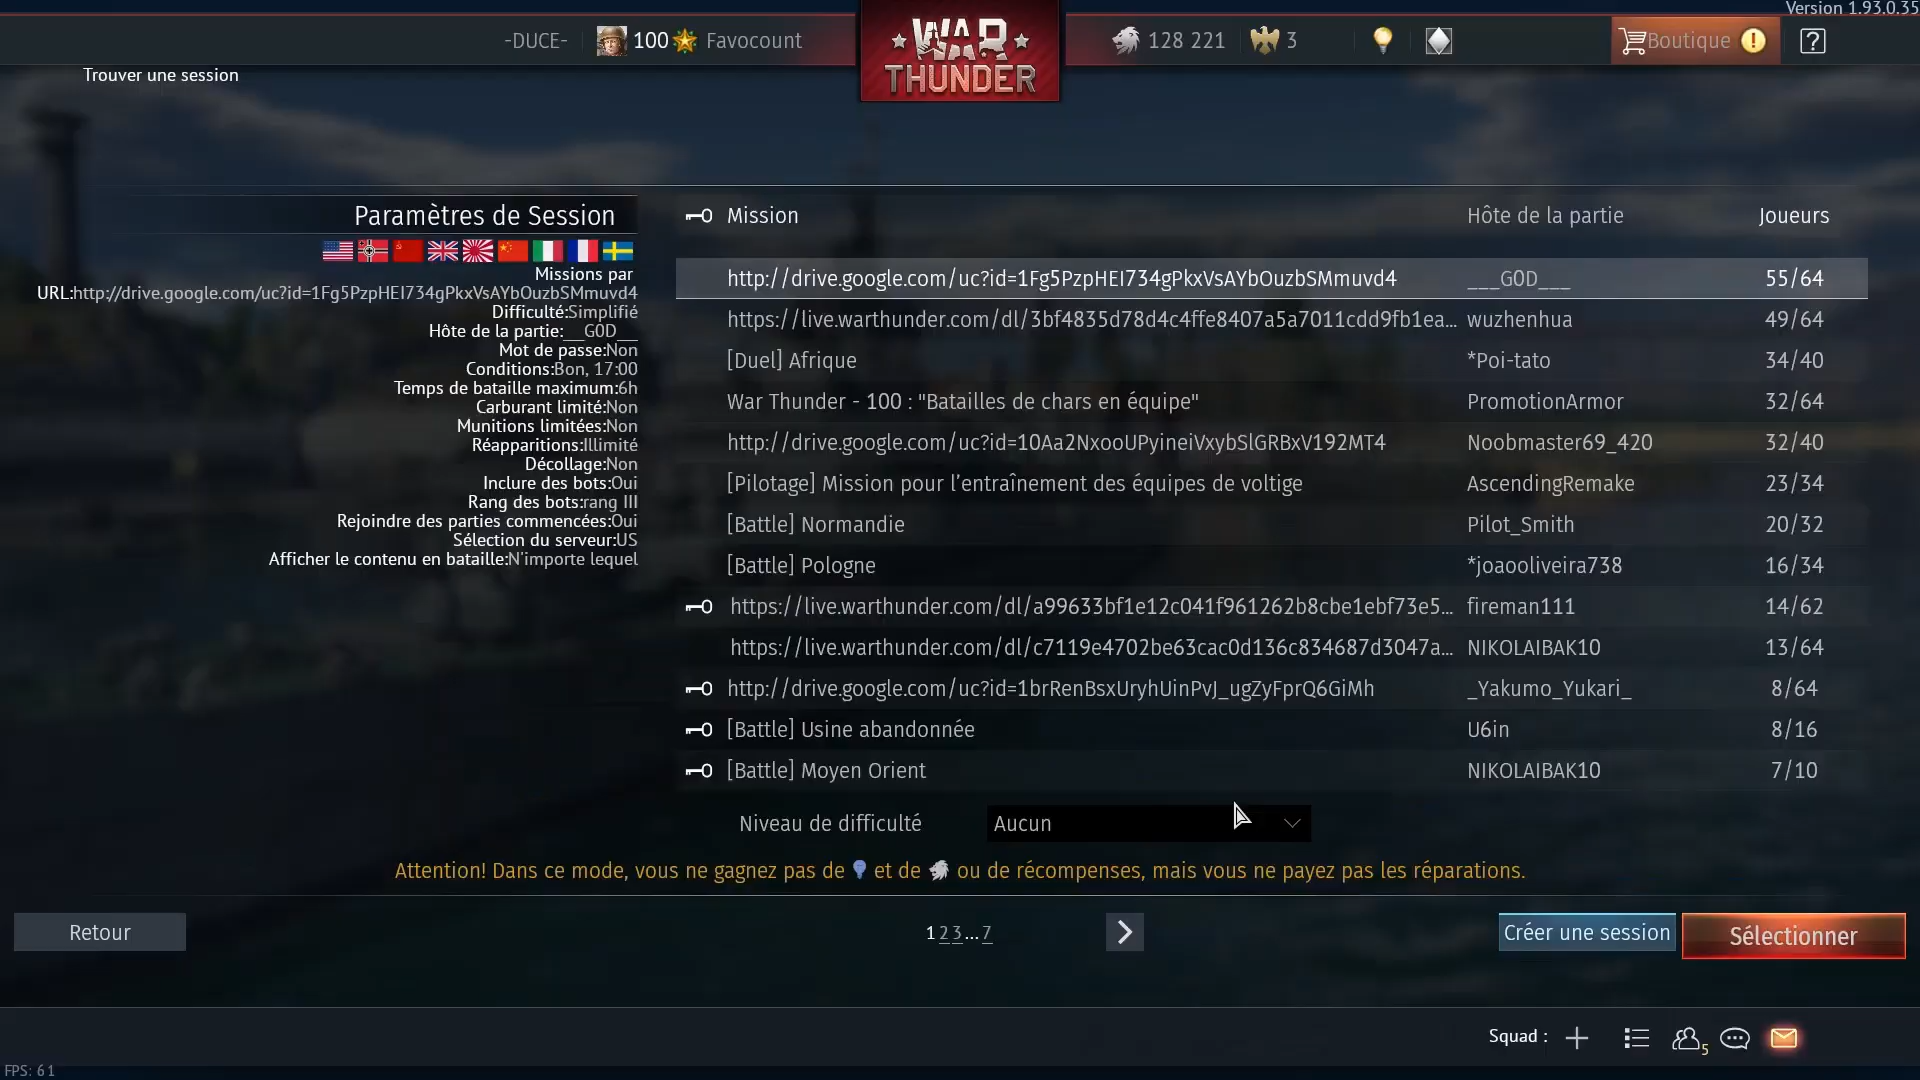 Version 1.93.0.35
-DUCE- 100 Favocount
WAR THUNDER
128 221 3
Boutique ! ?
Trouver une session
Paramètres de Session
Missions par
URL:http://drive.google.com/uc?id=1Fg5PzpHEI734gPkxVsAYbOuzbSMmuvd4
Difficulté:Simplifié
Hôte de la partie:___G0D___
Mot de passe:Non
Conditions:Bon, 17:00
Temps de bataille maximum:6h
Carburant limité:Non
Munitions limitées:Non
Réapparitions:Illimité
Décollage:Non
Inclure des bots:Oui
Rang des bots:rang III
Rejoindre des parties commencées:Oui
Sélection du serveur:US
Afficher le contenu en bataille:N'importe lequel
Mission Hôte de la partie Joueurs
http://drive.google.com/uc?id=1Fg5PzpHEI734gPkxVsAYbOuzbSMmuvd4 ___G0D___ 55/64
https://live.warthunder.com/dl/3bf4835d78d4c4ffe8407a5a7011cdd9fb1ea... wuzhenhua 49/64
[Duel] Afrique *Poi-tato 34/40
War Thunder - 100 : "Batailles de chars en équipe" PromotionArmor 32/64
http://drive.google.com/uc?id=10Aa2NxooUPyineiVxybSlGRBxV192MT4 Noobmaster69_420 32/40
[Pilotage] Mission pour l'entraînement des équipes de voltige AscendingRemake 23/34
[Battle] Normandie Pilot_Smith 20/32
[Battle] Pologne *joaooliveira738 16/34
https://live.warthunder.com/dl/a99633bf1e12c041f961262b8cbe1ebf73e5... fireman111 14/62
https://live.warthunder.com/dl/c7119e4702be63cac0d136c834687d3047a... NIKOLAIBAK10 13/64
http://drive.google.com/uc?id=1brRenBsxUryhUinPvJ_ugZyFprQ6GiMh _Yakumo_Yukari_ 8/64
[Battle] Usine abandonnée U6in 8/16
[Battle] Moyen Orient NIKOLAIBAK10 7/10
Niveau de difficulté Aucun
Attention! Dans ce mode, vous ne gagnez pas de et de ou de récompenses, mais vous ne payez pas les réparations.
Retour 1 2 3 ... 7 Créer une session Sélectionner
Squad : 5
FPS: 61